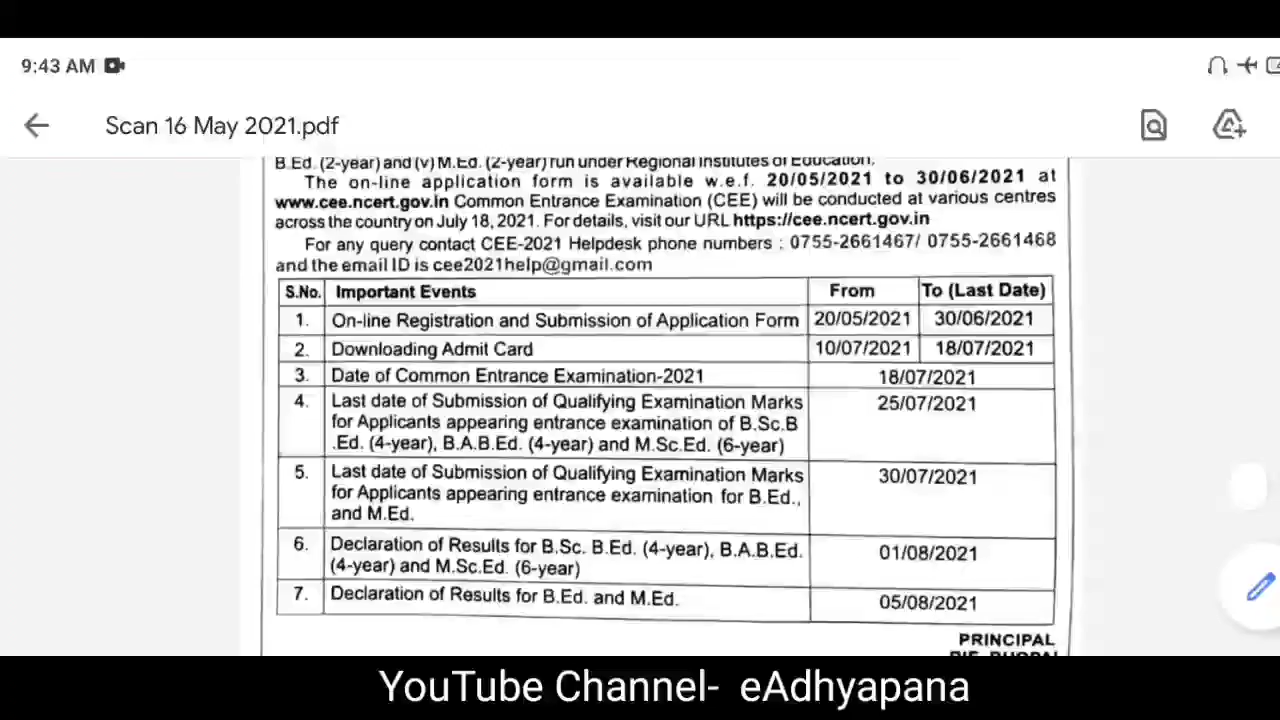 9:43 AM
Scan 16 May 2021.pdf
B.Ed. (2-year) and (v) M.Ed. (2-year) run under Regional Institutes of Education.
The on-line application form is available w.e.f. 20/05/2021 to 30/06/2021 at
www.cee.ncert.gov.in Common Entrance Examination (CEE) will be conducted at various centres
across the country on July 18, 2021. For details, visit our URL https://cee.ncert.gov.in
For any query contact CEE-2021 Helpdesk phone numbers : 0755-2661467/ 0755-2661468
and the email ID is cee2021help@gmail.com
S.No. Important Events From To (Last Date)
1. On-line Registration and Submission of Application Form 20/05/2021 30/06/2021
2. Downloading Admit Card 10/07/2021 18/07/2021
3. Date of Common Entrance Examination-2021 18/07/2021
4. Last date of Submission of Qualifying Examination Marks 25/07/2021
for Applicants appearing entrance examination of B.Sc.B
.Ed. (4-year), B.A.B.Ed. (4-year) and M.Sc.Ed. (6-year)
5. Last date of Submission of Qualifying Examination Marks 30/07/2021
for Applicants appearing entrance examination for B.Ed.,
and M.Ed.
6. Declaration of Results for B.Sc. B.Ed. (4-year), B.A.B.Ed. 01/08/2021
(4-year) and M.Sc.Ed. (6-year)
7. Declaration of Results for B.Ed. and M.Ed. 05/08/2021
PRINCIPAL
YouTube Channel- eAdhyapana